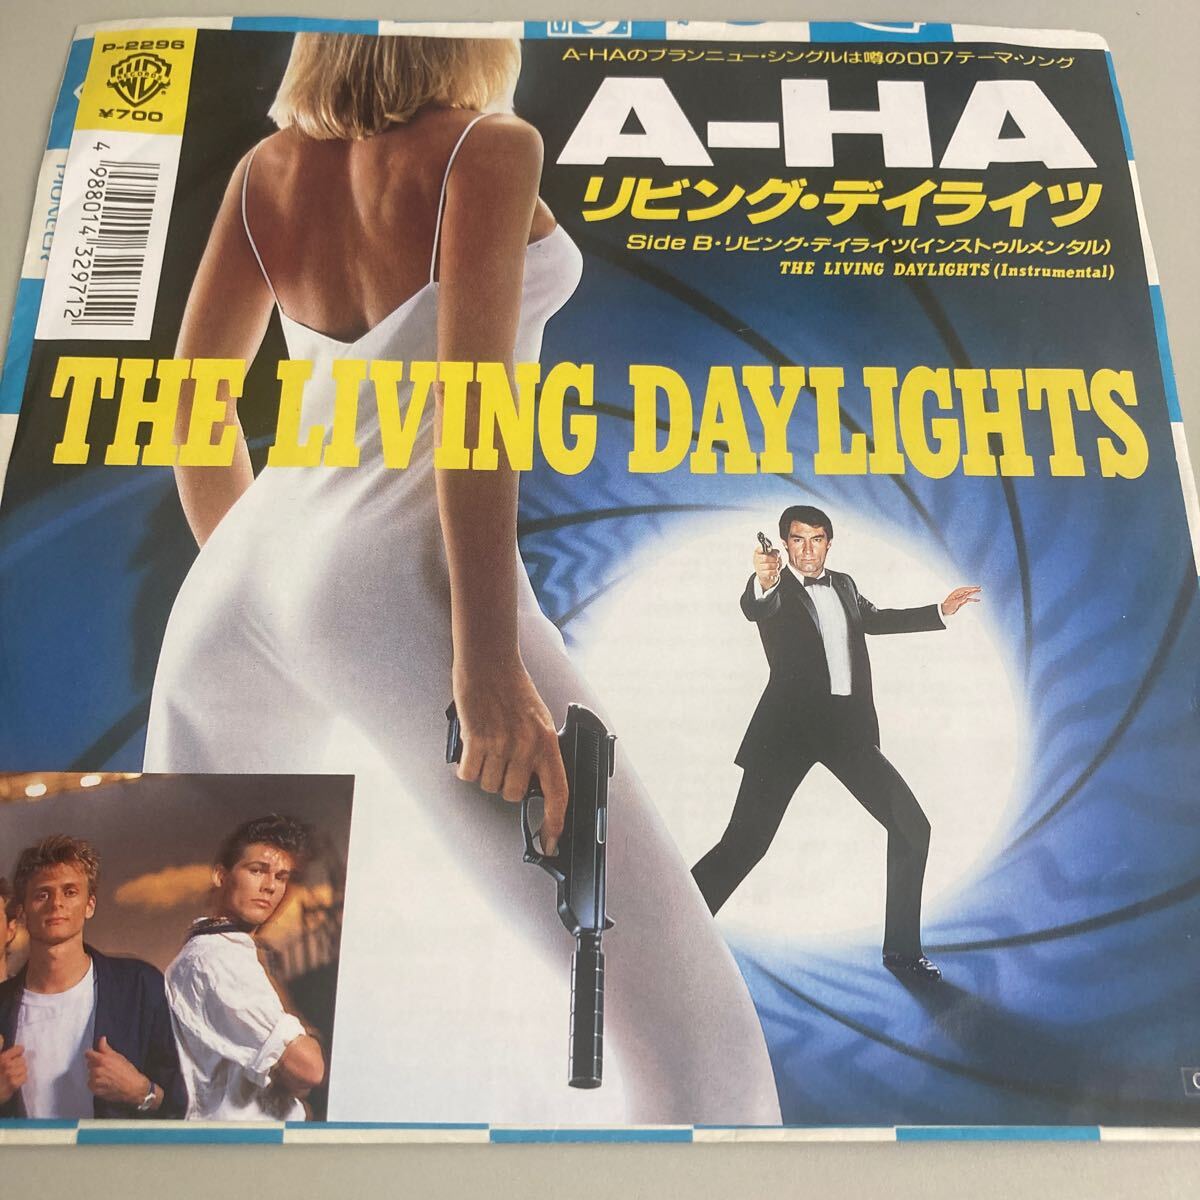 P-2296
WB
RECORDS
¥700
4 988014 329712
A-HAのブランニュー・シングルは噂の007テーマ・ソング
A-HA
リビング・デイライツ
Side B・リビング・デイライツ(インストゥルメンタル)
THE LIVING DAYLIGHTS (Instrumental)
THE LIVING DAYLIGHTS
PIONEER